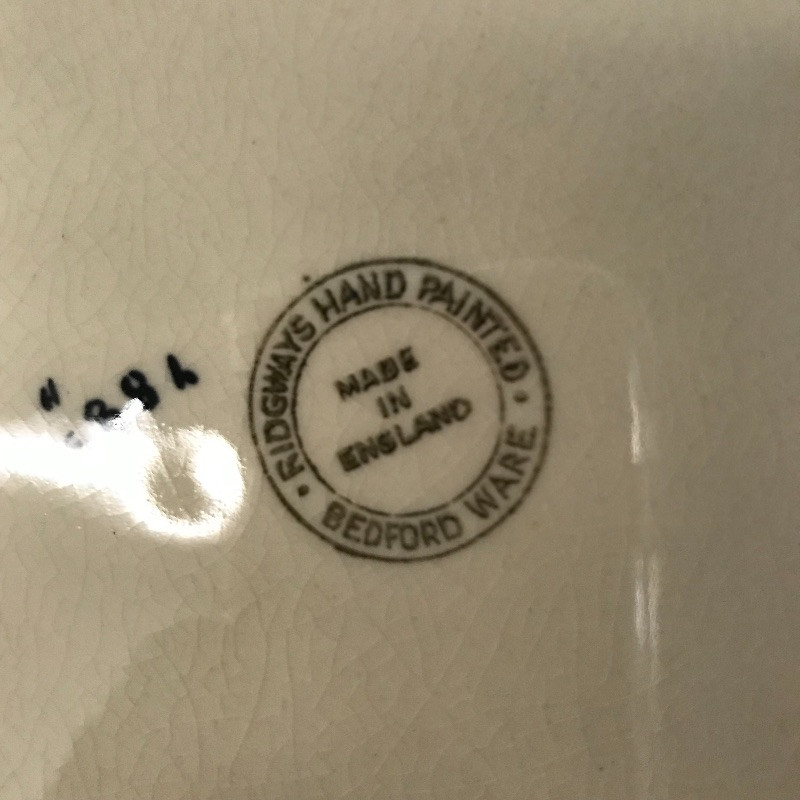 RIDGWAYS HAND PAINTED
MADE
IN
ENGLAND
BEDFORD WARE